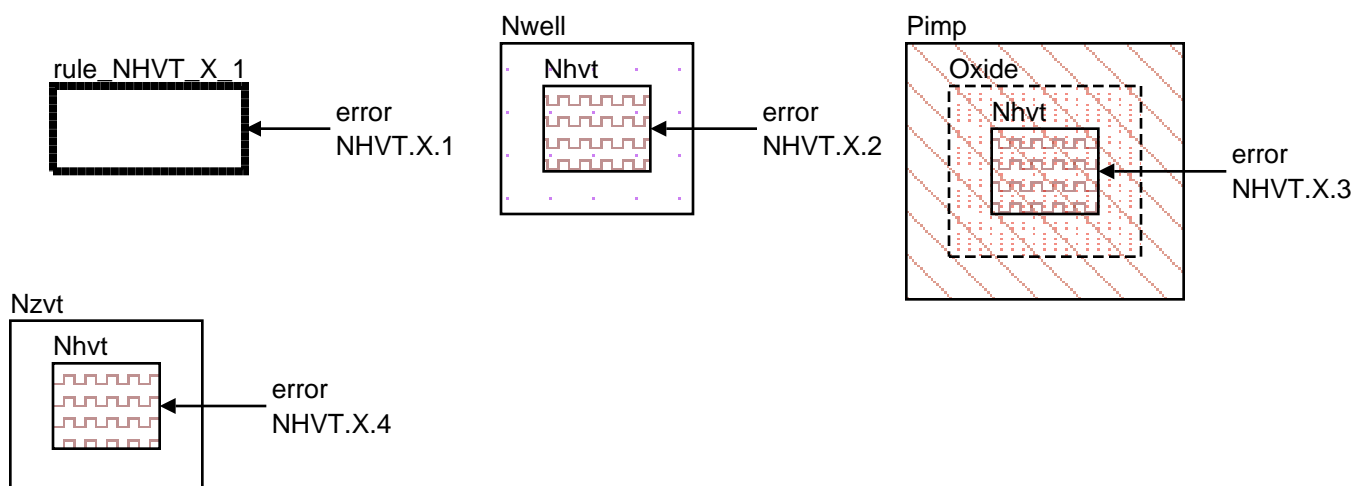 rule_NHVT_X_1
error
NHVT.X.1
Nwell
Nhvt
error
NHVT.X.2
Pimp
Oxide
Nhvt
error
NHVT.X.3
Nzvt
Nhvt
error
NHVT.X.4